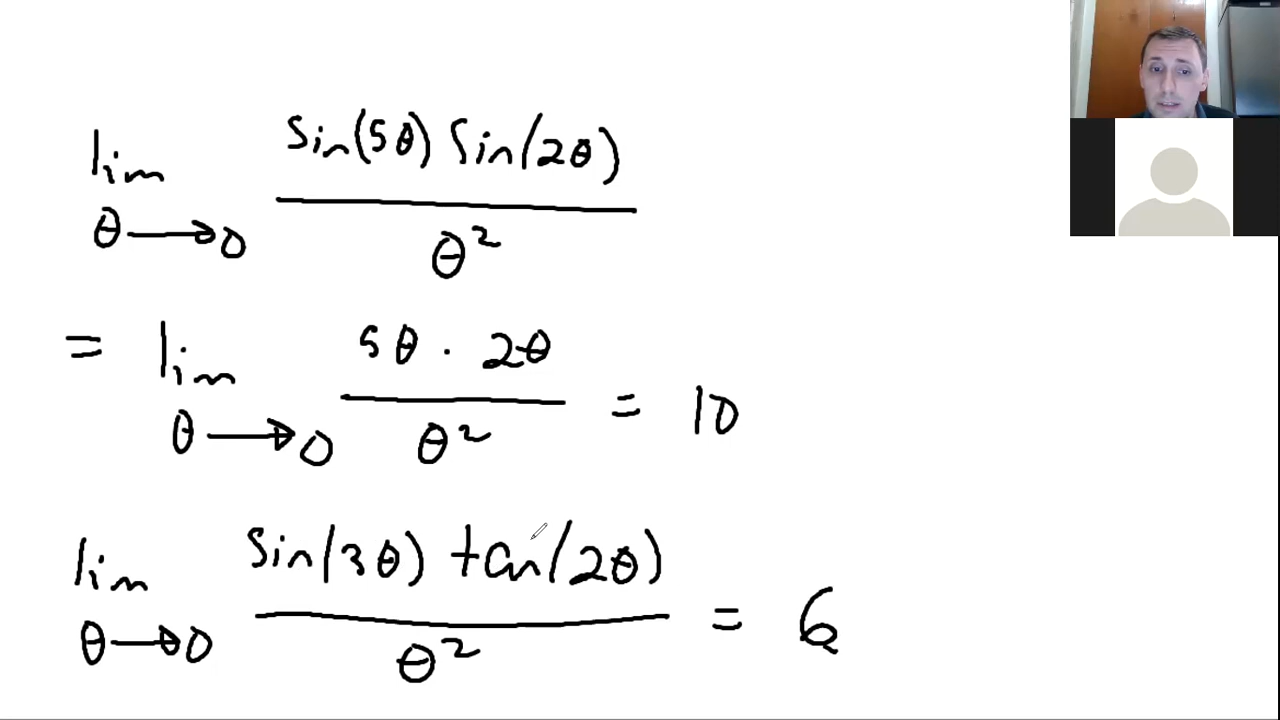 lim θ→0 sin(5θ) sin(2θ) / θ²
= lim θ→0 5θ · 2θ / θ² = 10
lim θ→0 sin(3θ) tan(2θ) / θ² = 6